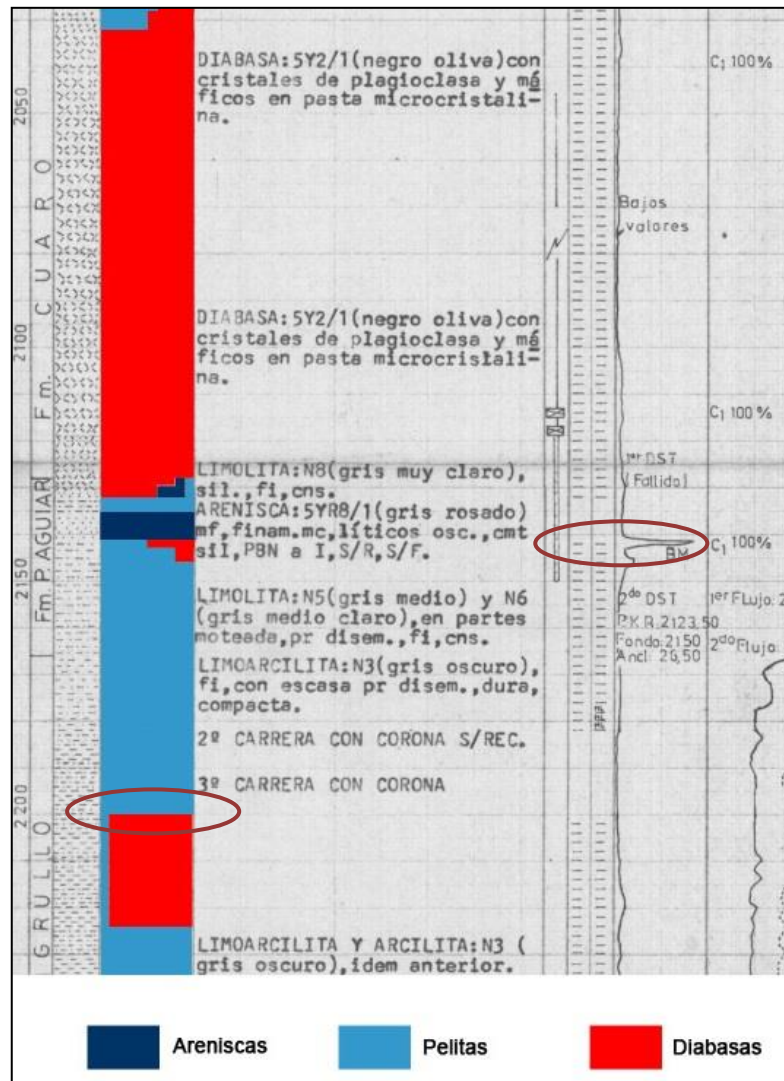 DIABASA:5Y2/1(negro oliva)con
cristales de plagioclasa y má
ficos en pasta microcristali-
na.
C₁ 100%
2050
Bajos
valores
Fm. CUARO
DIABASA:5Y2/1(negro oliva)con
cristales de plagioclasa y má
ficos en pasta microcristali-
na.
2100
C₁ 100%
1er DST
(Fallido)
LIMOLITA:N8(gris muy claro),
sil.,fi,cns.
ARENISCA:5YR8/1(gris rosado)
mf,finam.mc,líticos osc.,cmt
sil,PBN a I,S/R,S/F.
C₁ 100%
BM
Fm. P. AGUIAR
2150
LIMOLITA:N5(gris medio) y N6
(gris medio claro),en partes
moteada,pr disem.,fi,cns.
2do DST
P.K.R.2123,50
Fondo:2150
Ancl: 26,50
1er FLujo: 2
2do Flujo:
LIMOARCILITA:N3(gris oscuro),
fi,con escasa pr disem.,dura,
compacta.
2º CARRERA CON CORONA S/REC.
3º CARRERA CON CORONA
2200
GRULLO
LIMOARCILITA Y ARCILITA:N3 (
gris oscuro),idem anterior.
Areniscas
Pelitas
Diabasas